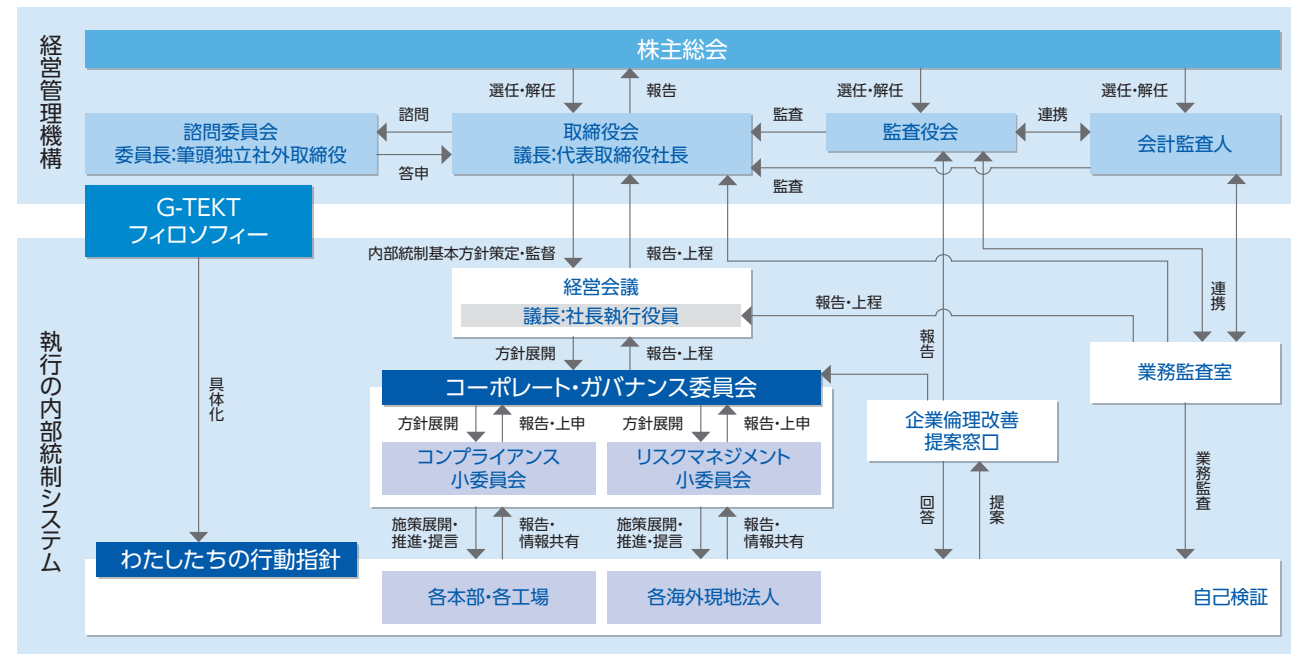 経営管理機構
株主総会
選任・解任
報告
選任・解任
選任・解任
諮問委員会
委員長:筆頭独立社外取締役
諮問
答申
取締役会
議長:代表取締役社長
監査
監査役会
連携
会計監査人
監査
G-TEKT
フィロソフィー
執行の内部統制システム
内部統制基本方針策定・監督
報告・上程
経営会議
議長:社長執行役員
報告・上程
連携
報告
業務監査室
方針展開
報告・上程
コーポレート・ガバナンス委員会
具体化
方針展開
報告・上申
方針展開
報告・上申
企業倫理改善
提案窓口
コンプライアンス
小委員会
リスクマネジメント
小委員会
業務監査
回答
提案
施策展開・
推進・提言
報告・
情報共有
施策展開・
推進・提言
報告・
情報共有
わたしたちの行動指針
各本部・各工場
各海外現地法人
自己検証